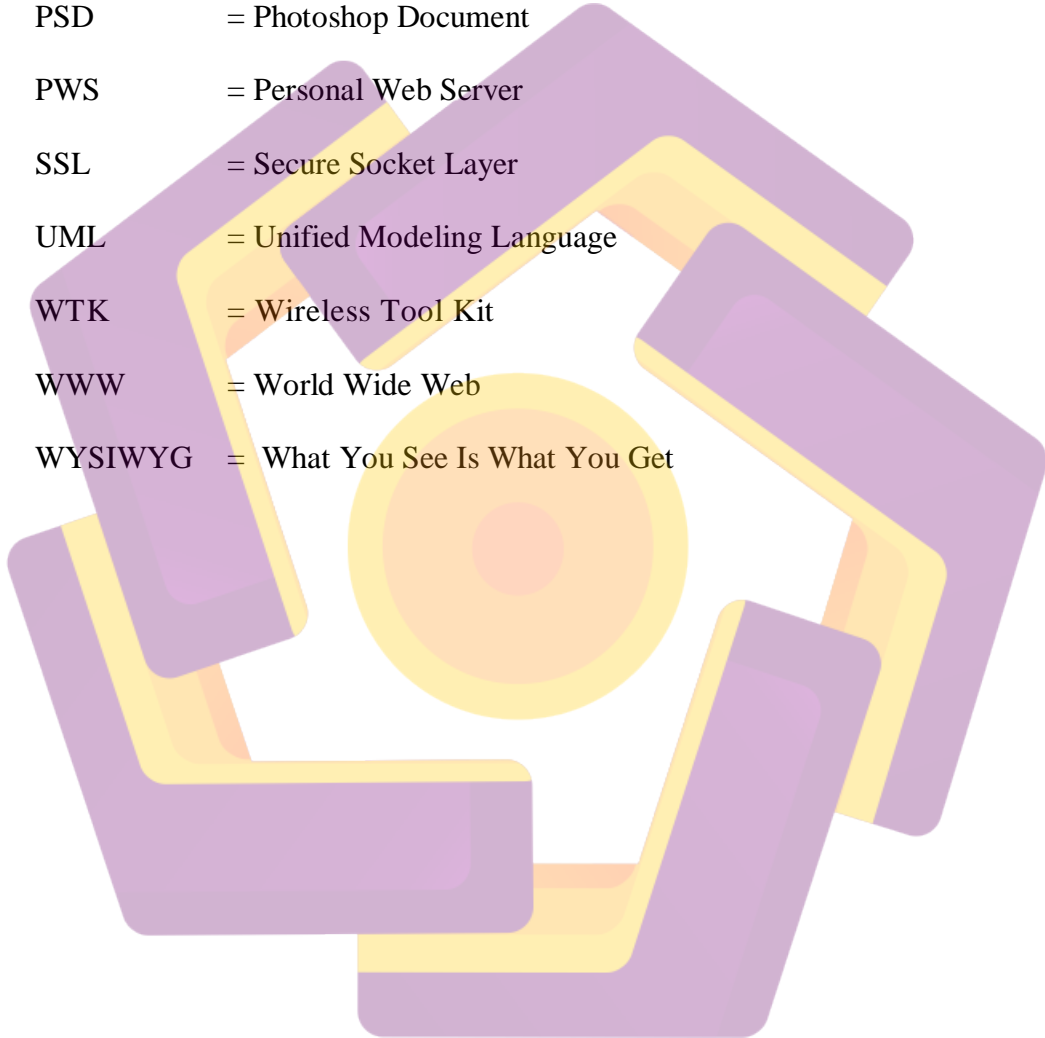 PSD = Photoshop Document
PWS = Personal Web Server
SSL = Secure Socket Layer
UML = Unified Modeling Language
WTK = Wireless Tool Kit
WWW = World Wide Web
WYSIWYG = What You See Is What You Get